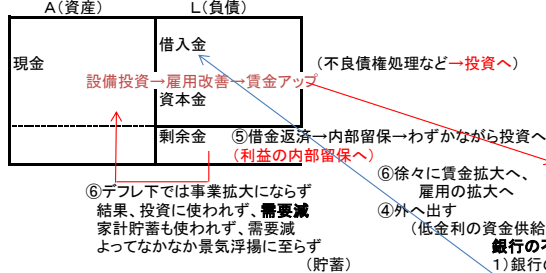 A（資産）
L（負債）
借入金
現金
（不良債権処理など→投資へ）
設備投資→雇用改善→賃金アップ
資本金
剰余金
⑤借金返済→内部留保→わずかながら投資へ
（利益の内部留保へ）
⑥徐々に賃金拡大へ、
雇用の拡大へ
⑥デフレ下では事業拡大にならず
結果、投資に使われず、需要減
④外へ出す
家計貯蓄も使われず、需要減
（低金利の資金供給
よってなかなか景気浮揚に至らず
銀行の
（貯蓄）
1）銀行